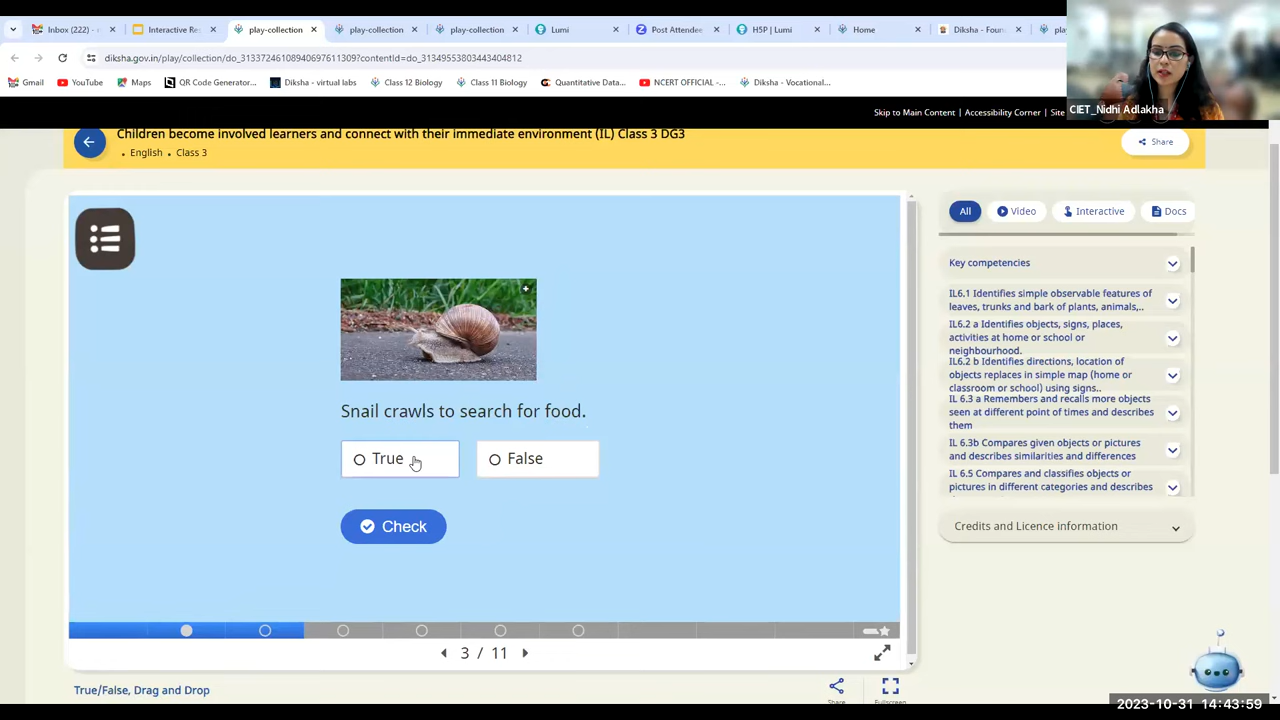 Inbox (222) -
Interactive Re
play-collection
play-collection
play-collection
Lumi
Post Attendee
H5P | Lumi
Home
Diksha - Foun
play-co
diksha.gov.in/play/collection/do_31337246108940697611309?contentId=do_31349553803443404812
Gmail
YouTube
Maps
QR Code Generator...
Diksha - virtual labs
Class 12 Biology
Class 11 Biology
Quantitative Data...
NCERT OFFICIAL -...
Diksha - Vocational...
CIET_Nidhi Adlakha
Skip to Main Content | Accessibility Corner | Site
Children become involved learners and connect with their immediate environment (IL) Class 3 DG3
• English • Class 3
Share
All
Video
Interactive
Docs
Key competencies
IL6.1 Identifies simple observable features of
leaves, trunks and bark of plants, animals,..
IL6.2 a Identifies objects, signs, places,
activities at home or school or
neighbourhood.
IL6.2 b Identifies directions, location of
objects replaces in simple map (home or
classroom or school) using signs..
IL 6.3 a Remembers and recalls more objects
seen at different point of times and describes
them
IL 6.3b Compares given objects or pictures
and describes similarities and differences
IL 6.5 Compares and classifies objects or
pictures in different categories and describes
Credits and Licence information
Snail crawls to search for food.
True
False
Check
3 / 11
True/False, Drag and Drop
Share
Fullscreen
2023-10-31 14:43:59